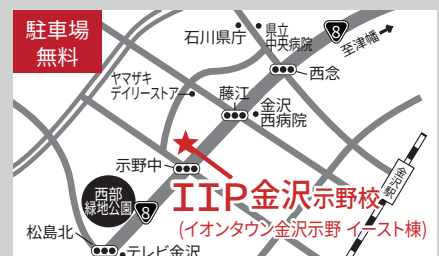 駐車場
無料
石川県庁
県立
中央病院
8
至津幡
西念
ヤマザキ
デイリーストア
藤江
金沢
西病院
金沢駅
示野中
西部
緑地公園
8
IIP金沢示野校
(イオンタウン金沢示野 イースト棟)
松島北
テレビ金沢